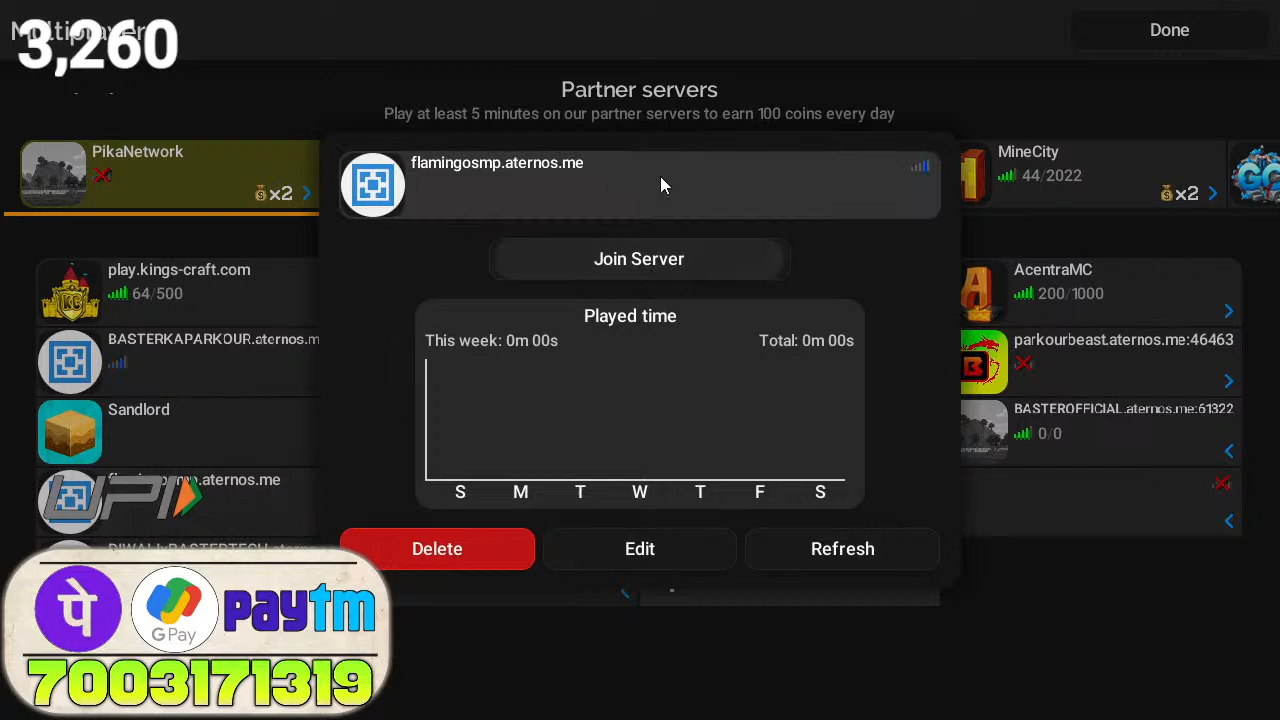 Multiplayer
3,260
Done
Partner servers
Play at least 5 minutes on our partner servers to earn 100 coins every day
PikaNetwork
x2
flamingosmp.aternos.me
MineCity
44/2022
x2
Join Server
play.kings-craft.com
64/500
BASTERKAPARKOUR.aternos.m
Sandlord
Played time
This week: 0m 00s
Total: 0m 00s
S M T W T F S
AcentraMC
200/1000
parkourbeast.aternos.me:46463
BASTEROFFICIAL.aternos.me:61322
0/0
UPI
Delete
Edit
Refresh
पे
G Pay
paytm
7003171319